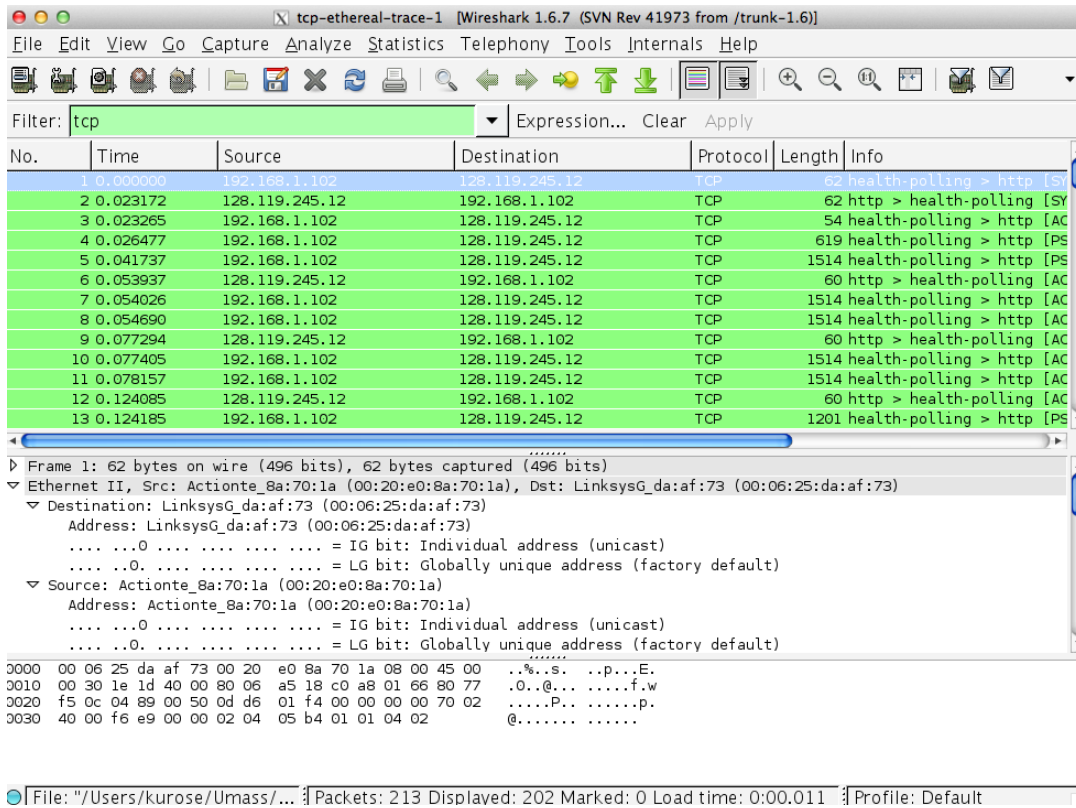 tcp-ethereal-trace-1 [Wireshark 1.6.7 (SVN Rev 41973 from /trunk-1.6)]
File Edit View Go Capture Analyze Statistics Telephony Tools Internals Help
Filter: tcp Expression... Clear Apply
No. Time Source Destination Protocol Length Info
1 0.000000 192.168.1.102 128.119.245.12 TCP 62 health-polling > http [SY
2 0.023172 128.119.245.12 192.168.1.102 TCP 62 http > health-polling [SY
3 0.023265 192.168.1.102 128.119.245.12 TCP 54 health-polling > http [AC
4 0.026477 192.168.1.102 128.119.245.12 TCP 619 health-polling > http [PS
5 0.041737 192.168.1.102 128.119.245.12 TCP 1514 health-polling > http [PS
6 0.053937 128.119.245.12 192.168.1.102 TCP 60 http > health-polling [AC
7 0.054026 192.168.1.102 128.119.245.12 TCP 1514 health-polling > http [AC
8 0.054690 192.168.1.102 128.119.245.12 TCP 1514 health-polling > http [AC
9 0.077294 128.119.245.12 192.168.1.102 TCP 60 http > health-polling [AC
10 0.077405 192.168.1.102 128.119.245.12 TCP 1514 health-polling > http [AC
11 0.078157 192.168.1.102 128.119.245.12 TCP 1514 health-polling > http [AC
12 0.124085 128.119.245.12 192.168.1.102 TCP 60 http > health-polling [AC
13 0.124185 192.168.1.102 128.119.245.12 TCP 1201 health-polling > http [PS
Frame 1: 62 bytes on wire (496 bits), 62 bytes captured (496 bits)
Ethernet II, Src: Actionte_8a:70:1a (00:20:e0:8a:70:1a), Dst: LinksysG_da:af:73 (00:06:25:da:af:73)
Destination: LinksysG_da:af:73 (00:06:25:da:af:73)
Address: LinksysG_da:af:73 (00:06:25:da:af:73)
.... ...0 .... .... .... .... = IG bit: Individual address (unicast)
.... ..0. .... .... .... .... = LG bit: Globally unique address (factory default)
Source: Actionte_8a:70:1a (00:20:e0:8a:70:1a)
Address: Actionte_8a:70:1a (00:20:e0:8a:70:1a)
.... ...0 .... .... .... .... = IG bit: Individual address (unicast)
.... ..0. .... .... .... .... = LG bit: Globally unique address (factory default)
0000 00 06 25 da af 73 00 20 e0 8a 70 1a 08 00 45 00 ..%..s. ..p...E.
0010 00 30 1e 1d 40 00 80 06 a5 18 c0 a8 01 66 80 77 .0..@... .....f.w
0020 f5 0c 04 89 00 50 0d d6 01 f4 00 00 00 00 70 02 .....P.. ......p.
0030 40 00 f6 e9 00 00 02 04 05 b4 01 01 04 02 @....... ......
File: "/Users/kurose/Umass/... Packets: 213 Displayed: 202 Marked: 0 Load time: 0:00.011 Profile: Default